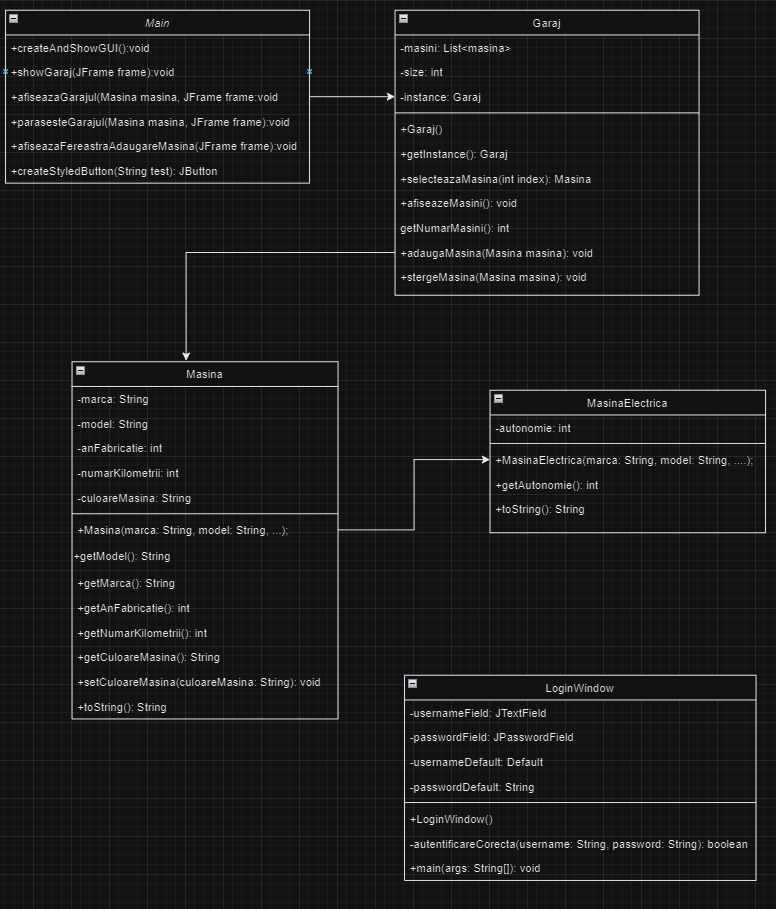 Main
+createAndShowGUI():void
+showGaraj(JFrame frame):void
+afiseazaGarajul(Masina masina, JFrame frame:void
+parasesteGarajul(Masina masina, JFrame frame):void
+afiseazaFereastraAdaugareMasina(JFrame frame):void
+createStyledButton(String test): JButton
Garaj
-masini: List<masina>
-size: int
-instance: Garaj
+Garaj()
+getInstance(): Garaj
+selecteazaMasina(int index): Masina
+afiseazeMasini(): void
getNumarMasini(): int
+adaugaMasina(Masina masina): void
+stergeMasina(Masina masina): void
Masina
-marca: String
-model: String
-anFabricatie: int
-numarKilometrii: int
-culoareMasina: String
+Masina(marca: String, model: String, ...);
+getModel(): String
+getMarca(): String
+getAnFabricatie(): int
+getNumarKilometrii(): int
+getCuloareMasina(): String
+setCuloareMasina(culoareMasina: String): void
+toString(): String
MasinaElectrica
-autonomie: int
+MasinaElectrica(marca: String, model: String, ....);
+getAutonomie(): int
+toString(): String
LoginWindow
-usernameField: JTextField
-passwordField: JPasswordField
-usernameDefault: Default
-passwordDefault: String
+LoginWindow()
-autentificareCorecta(username: String, password: String): boolean
+main(args: String[]): void